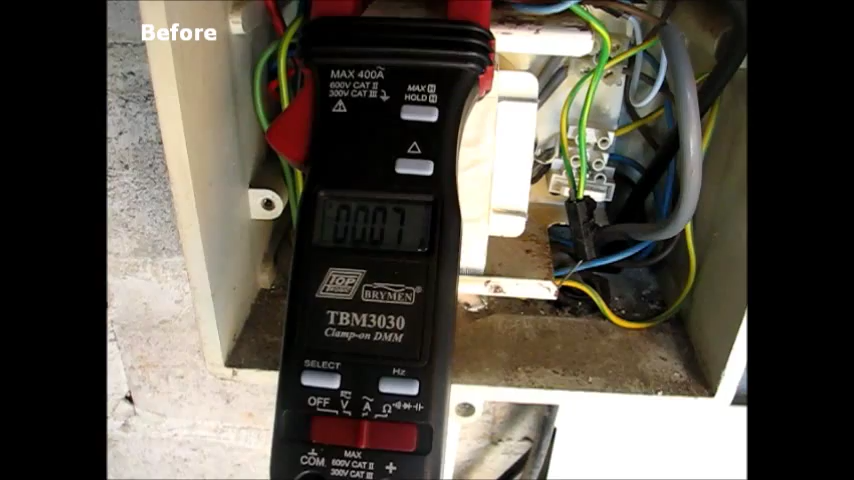 Before
MAX 400A
600V CAT II
300V CAT III
MAX H
HOLD H
0007
TOP
BRYMEN®
TBM3030
Clamp-on DMM
SELECT
Hz
OFF V A Ω
COM
MAX
600V CAT II
300V CAT III
+